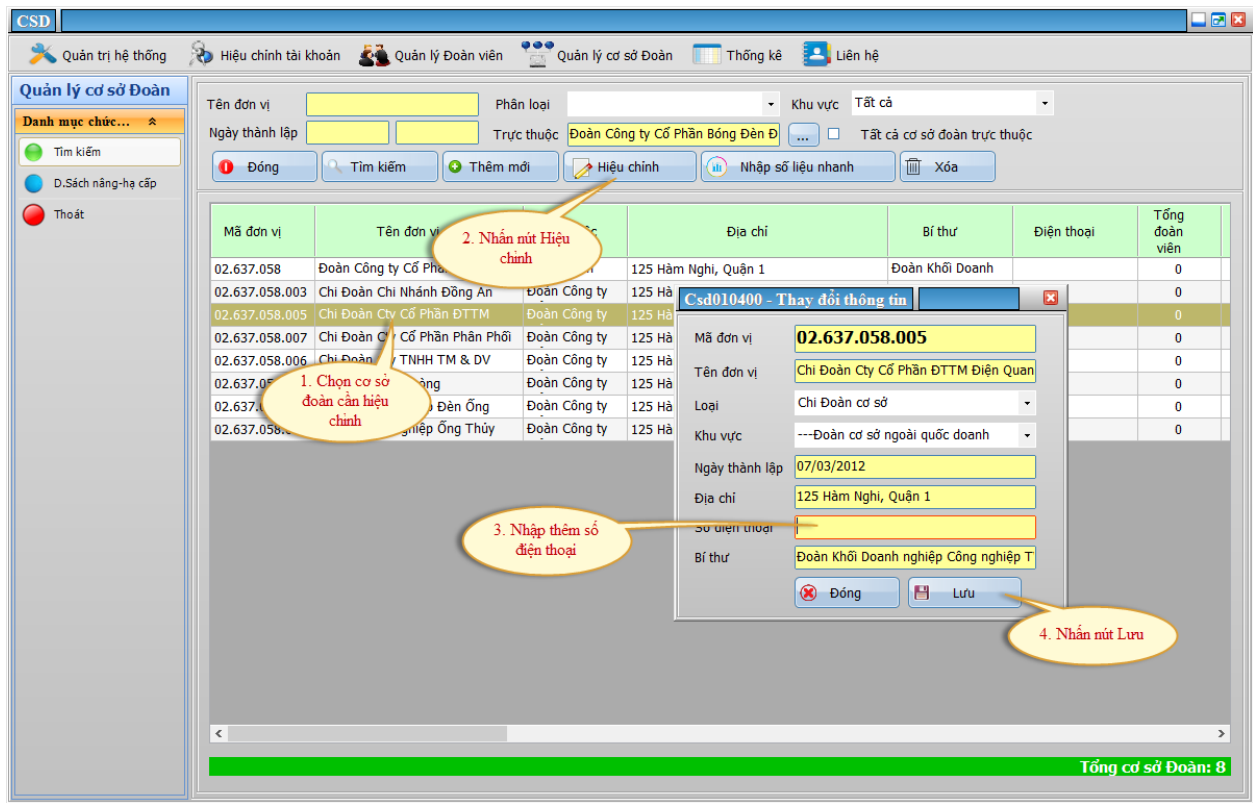 CSD
Quản trị hệ thống Hiệu chỉnh tài khoản Quản lý Đoàn viên Quản lý cơ sở Đoàn Thống kê Liên hệ
Quản lý cơ sở Đoàn
Danh mục chức...
Tìm kiếm
D.Sách nâng-hạ cấp
Thoát
Tên đơn vị Phân loại Khu vực Tất cả
Ngày thành lập Trực thuộc Đoàn Công ty Cổ Phần Bóng Đèn Đ ... Tất cả cơ sở đoàn trực thuộc
Đóng Tìm kiếm Thêm mới Hiệu chỉnh Nhập số liệu nhanh Xóa
Mã đơn vị Tên đơn vị Địa chỉ Bí thư Điện thoại Tổng đoàn viên
02.637.058 Đoàn Công ty Cổ 125 Hàm Nghi, Quận 1 Đoàn Khối Doanh 0
02.637.058.003 Chi Đoàn Chi Nhánh Đồng An Đoàn Công ty 125 Hà 0
02.637.058.005 Chi Đoàn Cty Cổ Phần ĐTTM Đoàn Công ty 125 Hà 0
02.637.058.007 Chi Đoàn Cty Cổ Phần Phân Phối Đoàn Công ty 125 Hà 0
02.637.058.006 Chi Đoàn TNHH TM & DV Đoàn Công ty 125 Hà 0
Đoàn Công ty 125 Hà 0
Đèn Ống Đoàn Công ty 125 Hà 0
02.637.058. Ống Thủy Đoàn Công ty 125 Hà 0
2. Nhấn nút Hiệu
chỉnh
1. Chọn cơ sở
đoàn cần hiệu
chỉnh
3. Nhập thêm số
điện thoại
4. Nhấn nút Lưu
Csd010400 - Thay đổi thông tin
Mã đơn vị 02.637.058.005
Tên đơn vị Chi Đoàn Cty Cổ Phần ĐTTM Điện Quan
Loại Chi Đoàn cơ sở
Khu vực ---Đoàn cơ sở ngoài quốc doanh
Ngày thành lập 07/03/2012
Địa chỉ 125 Hàm Nghi, Quận 1
Số điện thoại
Bí thư Đoàn Khối Doanh nghiệp Công nghiệp T
Đóng Lưu
Tổng cơ sở Đoàn: 8